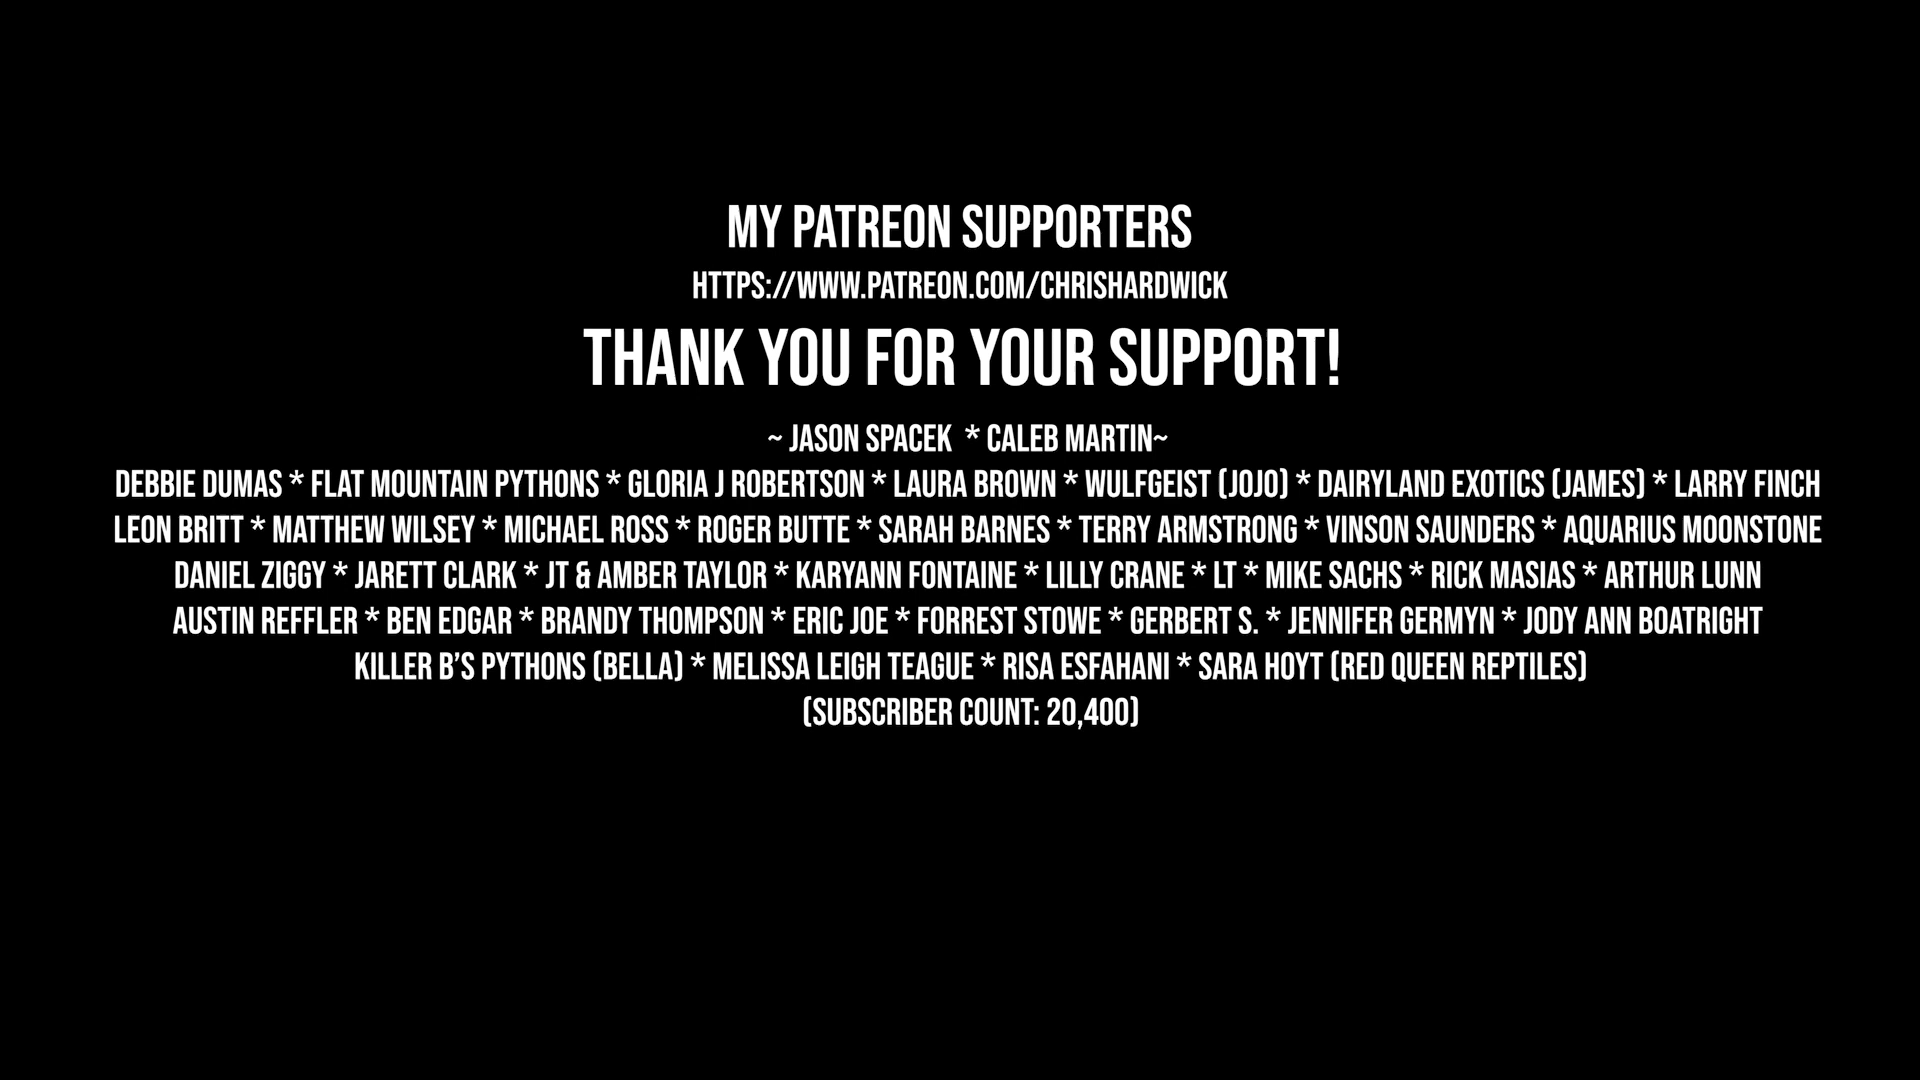 MY PATREON SUPPORTERS
HTTPS://WWW.PATREON.COM/CHRISHARDWICK
THANK YOU FOR YOUR SUPPORT!
~ JASON SPACEK * CALEB MARTIN~
DEBBIE DUMAS * FLAT MOUNTAIN PYTHONS * GLORIA J ROBERTSON * LAURA BROWN * WULFGEIST (JOJO) * DAIRYLAND EXOTICS (JAMES) * LARRY FINCH
LEON BRITT * MATTHEW WILSEY * MICHAEL ROSS * ROGER BUTTE * SARAH BARNES * TERRY ARMSTRONG * VINSON SAUNDERS * AQUARIUS MOONSTONE
DANIEL ZIGGY * JARETT CLARK * JT & AMBER TAYLOR * KARYANN FONTAINE * LILLY CRANE * LT * MIKE SACHS * RICK MASIAS * ARTHUR LUNN
AUSTIN REFFLER * BEN EDGAR * BRANDY THOMPSON * ERIC JOE * FORREST STOWE * GERBERT S. * JENNIFER GERMYN * JODY ANN BOATRIGHT
KILLER B’S PYTHONS (BELLA) * MELISSA LEIGH TEAGUE * RISA ESFAHANI * SARA HOYT (RED QUEEN REPTILES)
(SUBSCRIBER COUNT: 20,400)